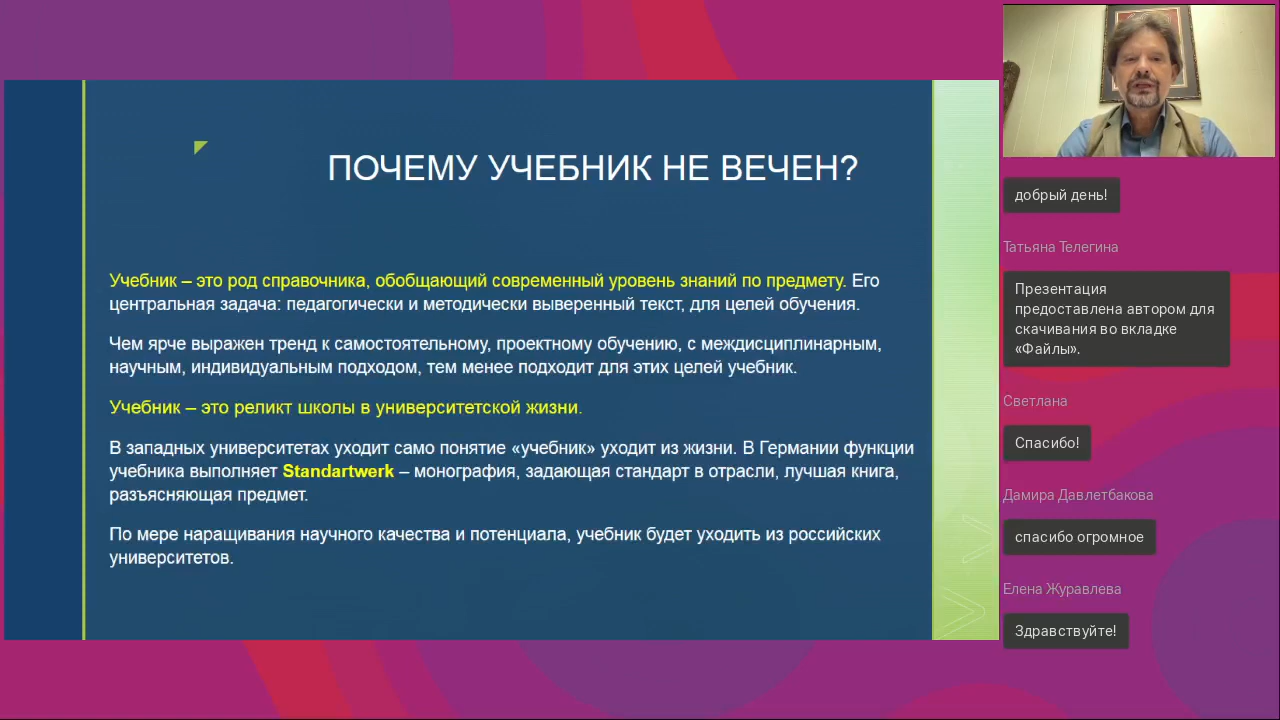 ПОЧЕМУ УЧЕБНИК НЕ ВЕЧЕН?
Учебник – это род справочника, обобщающий современный уровень знаний по предмету. Его
центральная задача: педагогически и методически выверенный текст, для целей обучения.
Чем ярче выражен тренд к самостоятельному, проектному обучению, с междисциплинарным,
научным, индивидуальным подходом, тем менее подходит для этих целей учебник.
Учебник – это реликт школы в университетской жизни.
В западных университетах уходит само понятие «учебник» уходит из жизни. В Германии функции
учебника выполняет Standartwerk – монография, задающая стандарт в отрасли, лучшая книга,
разъясняющая предмет.
По мере наращивания научного качества и потенциала, учебник будет уходить из российских
университетов.
добрый день!
Татьяна Телегина
Презентация
предоставлена автором для
скачивания во вкладке
«Файлы».
Светлана
Спасибо!
Дамира Давлетбакова
спасибо огромное
Елена Журавлева
Здравствуйте!